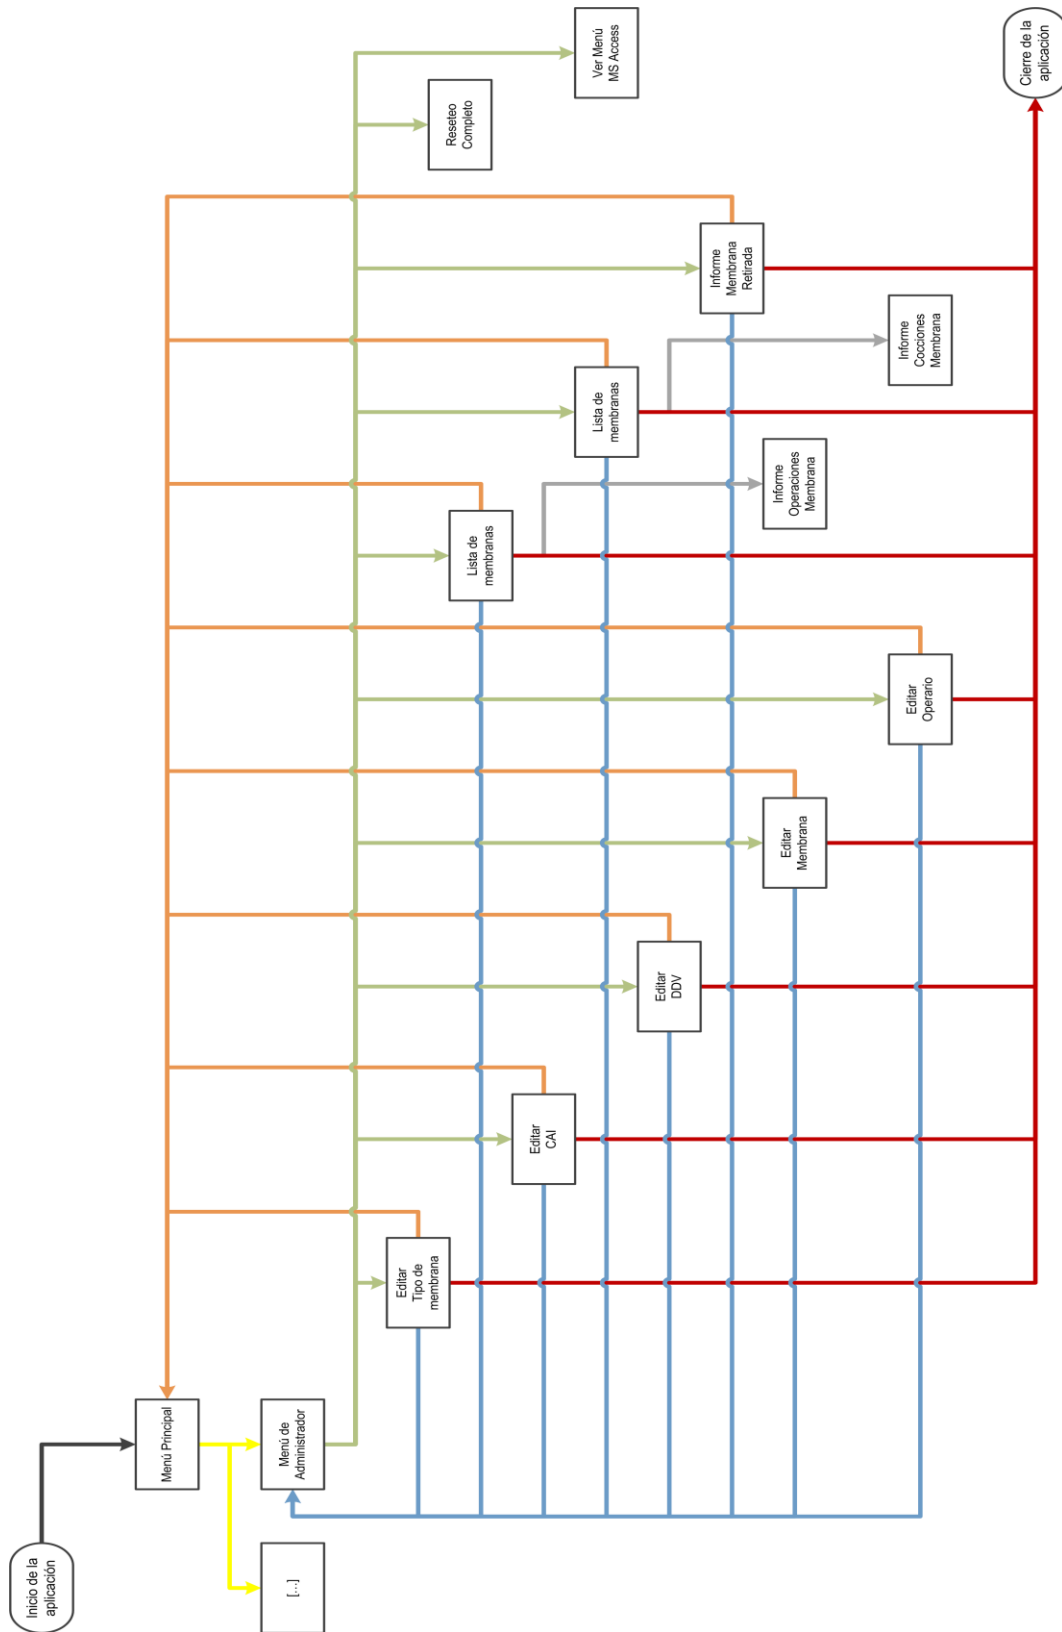 Inicio de la
aplicación
Menú Principal
[...]
Menú de
Administrador
Editar
Tipo de
membrana
Editar
CAI
Editar
DDV
Editar
Membrana
Editar
Operario
Lista de
membranas
Informe
Operaciones
Membrana
Lista de
membranas
Informe
Cocciones
Membrana
Informe
Membrana
Retirada
Reseteo
Completo
Ver Menú
MS Access
Cierre de la
aplicación